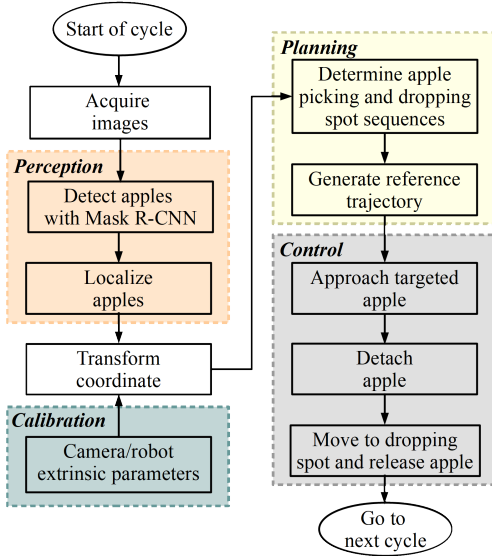 Start of cycle
Acquire
images
Perception
Detect apples
with Mask R-CNN
Localize
apples
Transform
coordinate
Calibration
Camera/robot
extrinsic parameters
Planning
Determine apple
picking and dropping
spot sequences
Generate reference
trajectory
Control
Approach targeted
apple
Detach
apple
Move to dropping
spot and release apple
Go to
next cycle